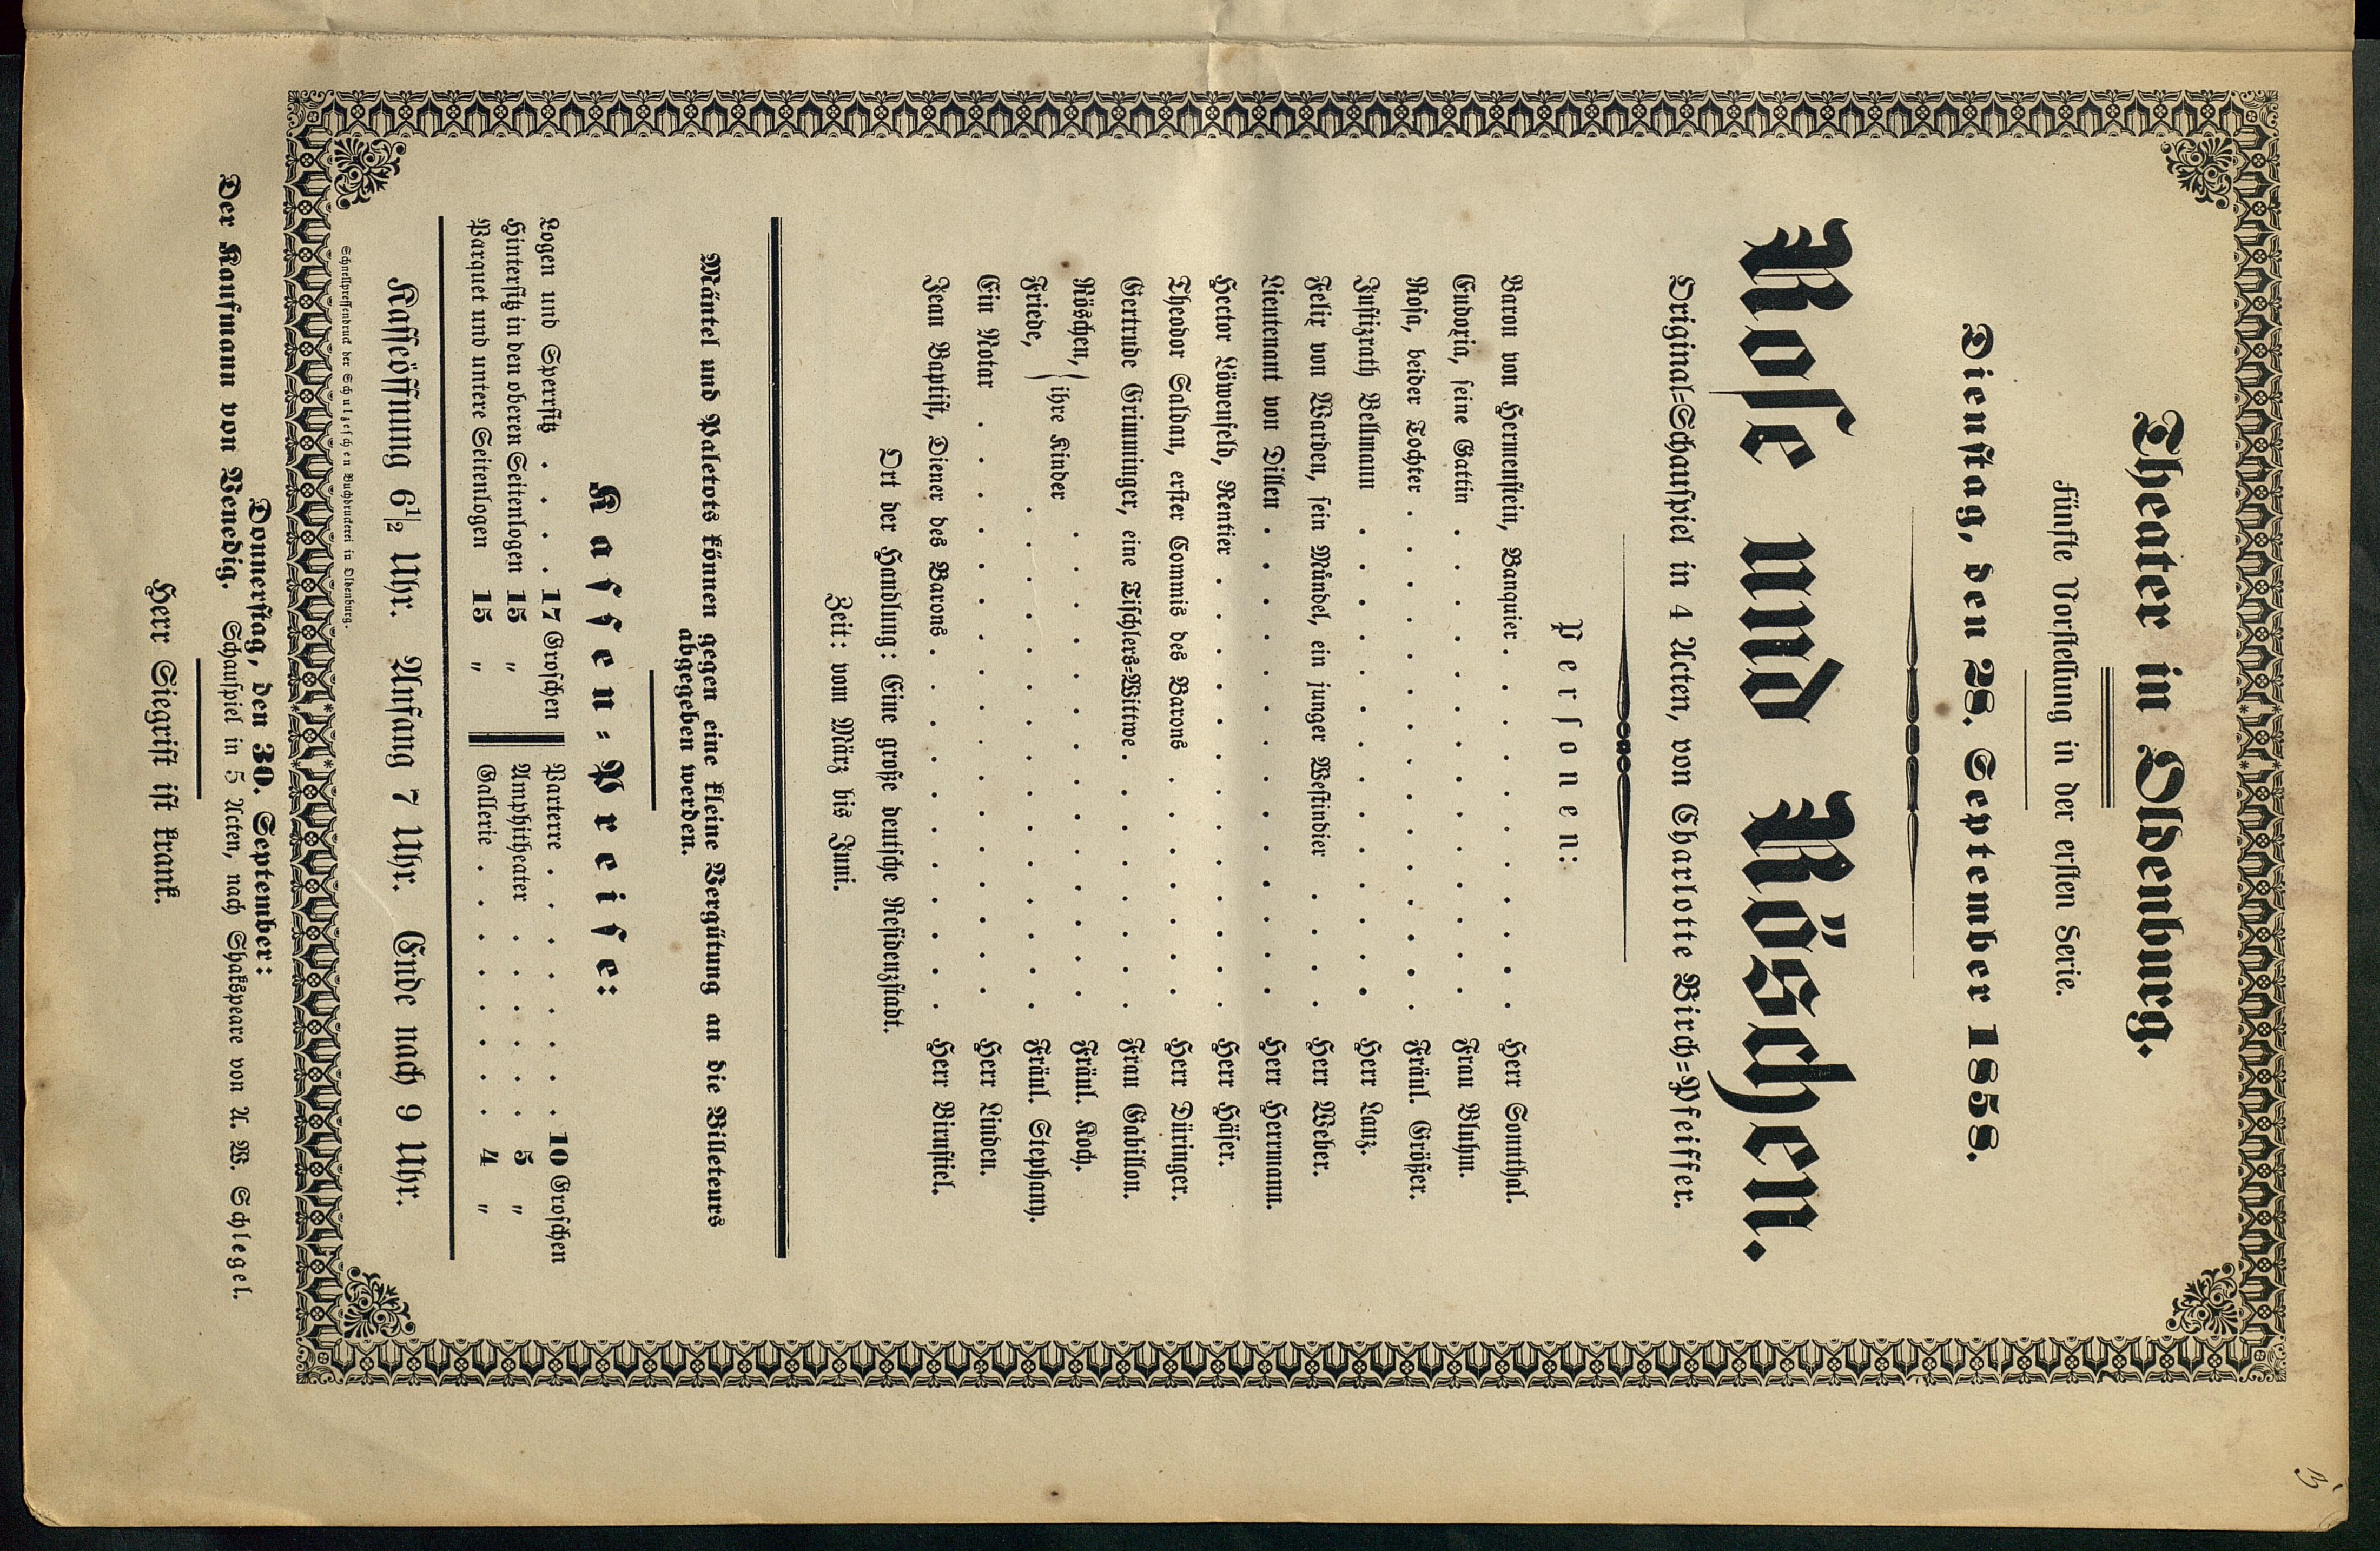 Theater in Oldenburg.
Fünfte Vorstellung in der ersten Serie.
Dienstag, den 28. September 1858.
Rose und Röschen.
Original-Schauspiel in 4 Acten, von Charlotte Birch-Pfeiffer.
Personen:
Baron von Hermenstein, Banquier . . . . . . . . Herr Sonnthal.
Eudoxia, seine Gattin . . . . . . . . . . . Frau Bluhm.
Rosa, beider Tochter . . . . . . . . . . . Fräul. Größer.
Justizrath Bellmann . . . . . . . . . . . Herr Lanz.
Felix von Warden, sein Mündel, ein junger Westindier . . . . Herr Weber.
Lieutenant von Dillen . . . . . . . . . . . Herr Herrmann.
Hector Löwenfeld, Rentier . . . . . . . . . . Herr Häser.
Theodor Saldau, erster Commis des Barons . . . . . . . Herr Düringer.
Gertrude Grimminger, eine Tischlers-Wittwe . . . . . . . Frau Gabillon.
Röschen, } ihre Kinder . . . . . . . . . . . Fräul. Koch.
Friede, . . . . . . . . . . . Fräul. Stephany.
Ein Notar . . . . . . . . . . . . . . Herr Linden.
Jean Baptist, Diener des Barons . . . . . . . . . Herr Birnstiel.
Ort der Handlung: Eine große deutsche Residenzstadt.
Zeit: vom März bis Juni.
Mäntel und Paletots können gegen eine kleine Vergütung an die Billeteurs
abgegeben werden.
Kassen-Preise:
Logen und Sperrsitz . . . . 17 Groschen Parterre . . . . . . . . 10 Groschen
Hintersitz in den oberen Seitenlogen 15 " Amphitheater . . . . . . 5 "
Parquet und untere Seitenlogen 15 " Gallerie . . . . . . . . 4 "
Kasseöffnung 6½ Uhr. Anfang 7 Uhr. Ende nach 9 Uhr.
Schnellpressendruck der Schulzeschen Buchdruckerei in Oldenburg.
Donnerstag, den 30. September:
Der Kaufmann von Venedig. Schauspiel in 5 Acten, nach Shakspeare von A. W. Schlegel.
Herr Siegrist ist krank.